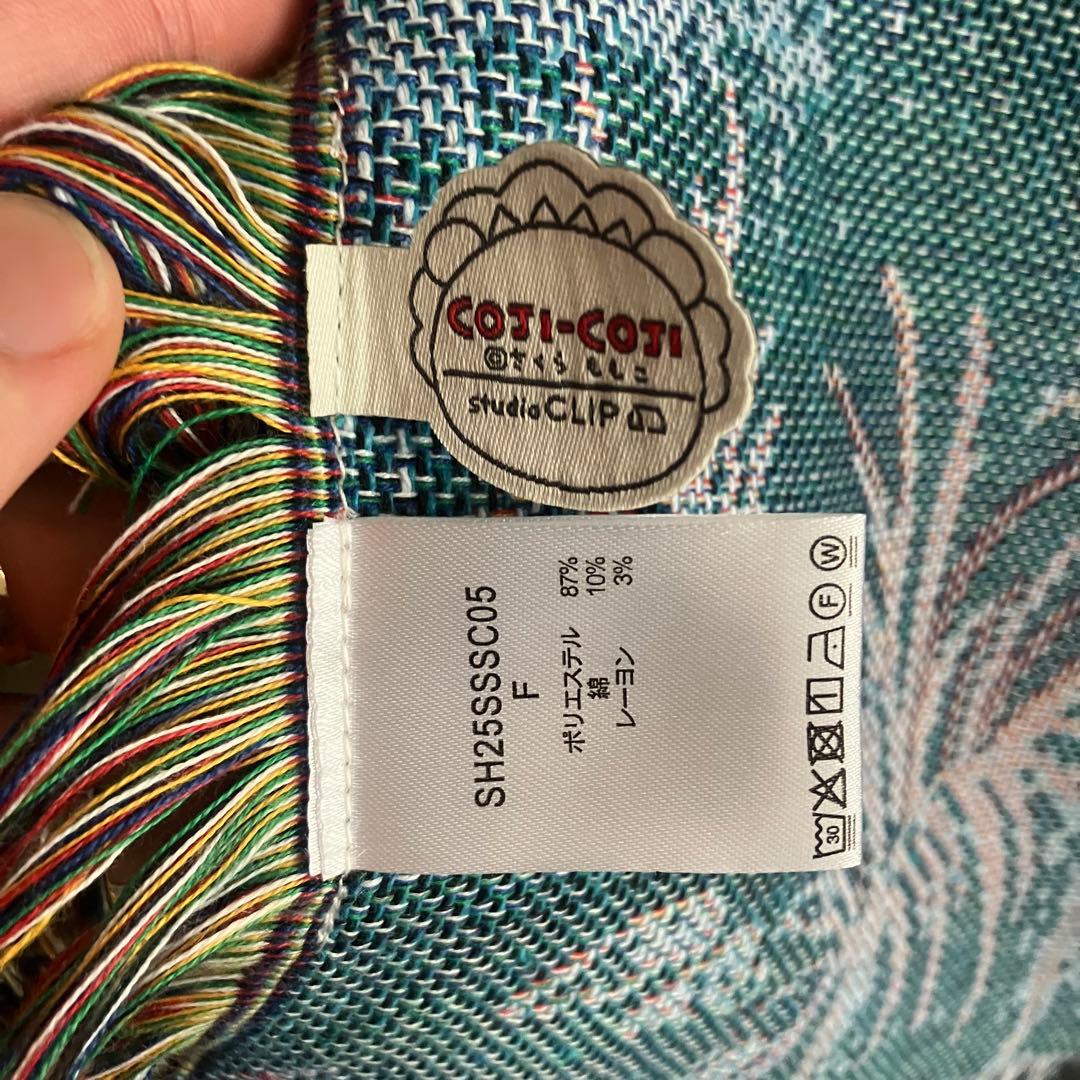 COJI-COJI
©さくらももこ
studio CLIP
SH25SSSC05
F
ポリエステル 87%
綿 10%
レーヨン 3%
30
F
W